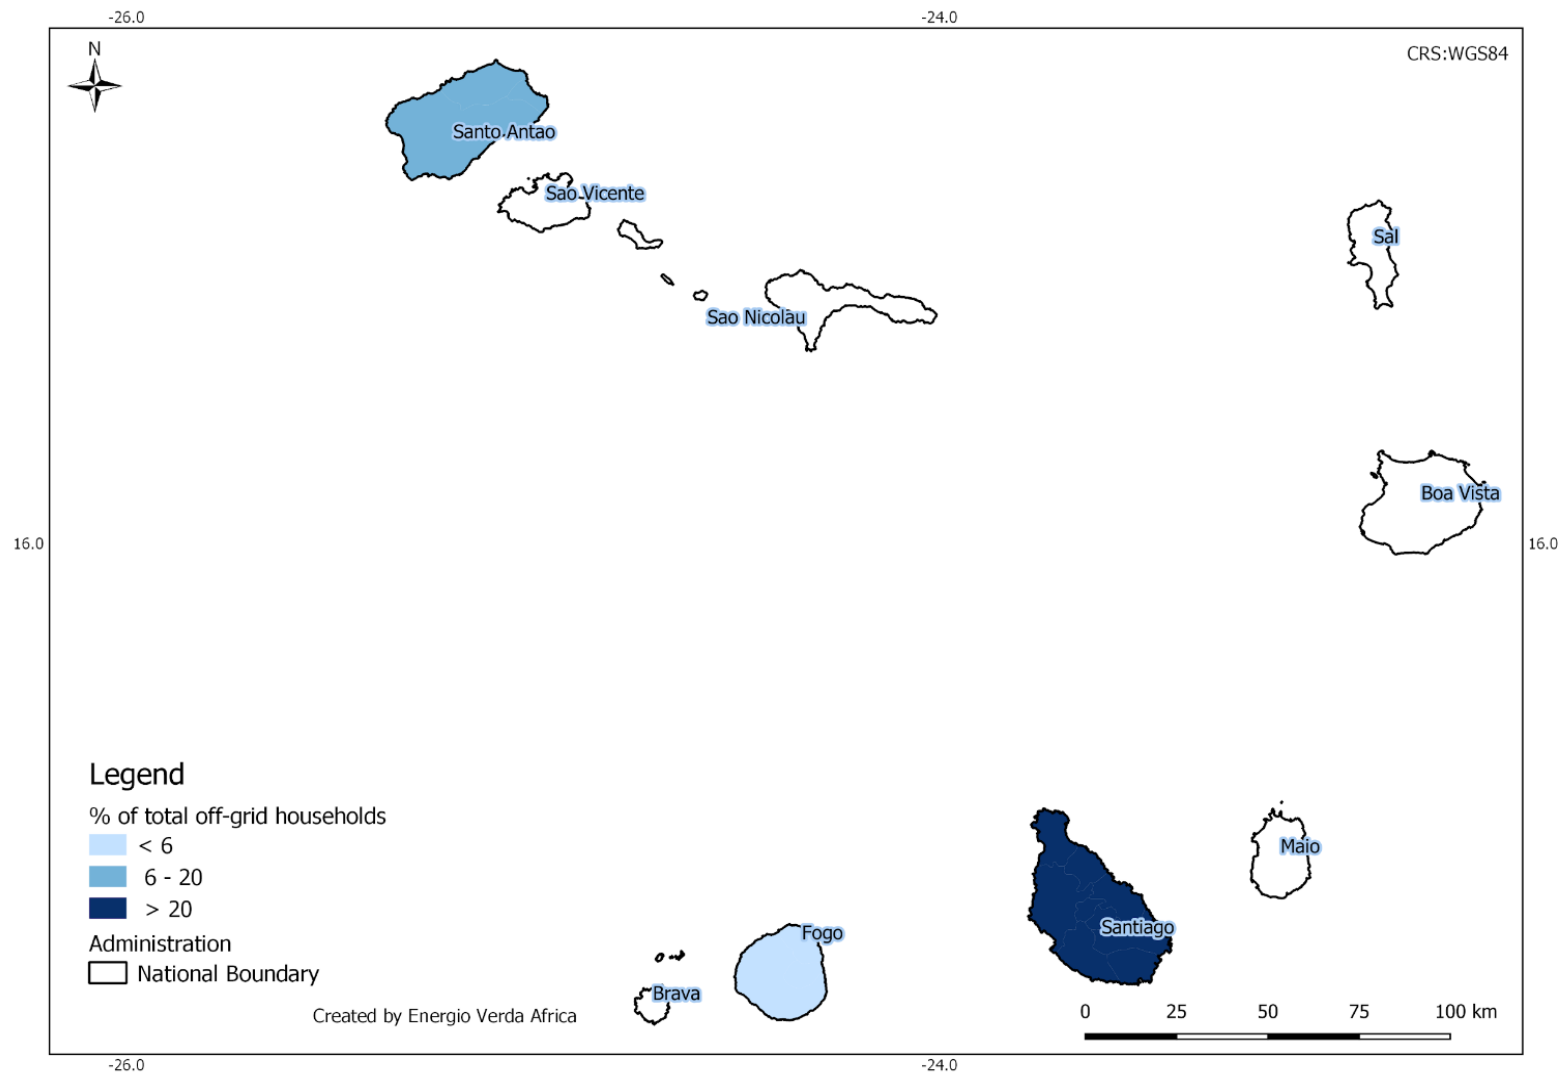 -26.0
-24.0
N
CRS:WGS84
Santo Antao
Sao Vicente
Sal
Sao Nicolau
Boa Vista
16.0
16.0
Legend
% of total off-grid households
< 6
6 - 20
> 20
Administration
National Boundary
Maio
Santiago
Fogo
Brava
Created by Energio Verda Africa
0 25 50 75 100 km
-26.0
-24.0